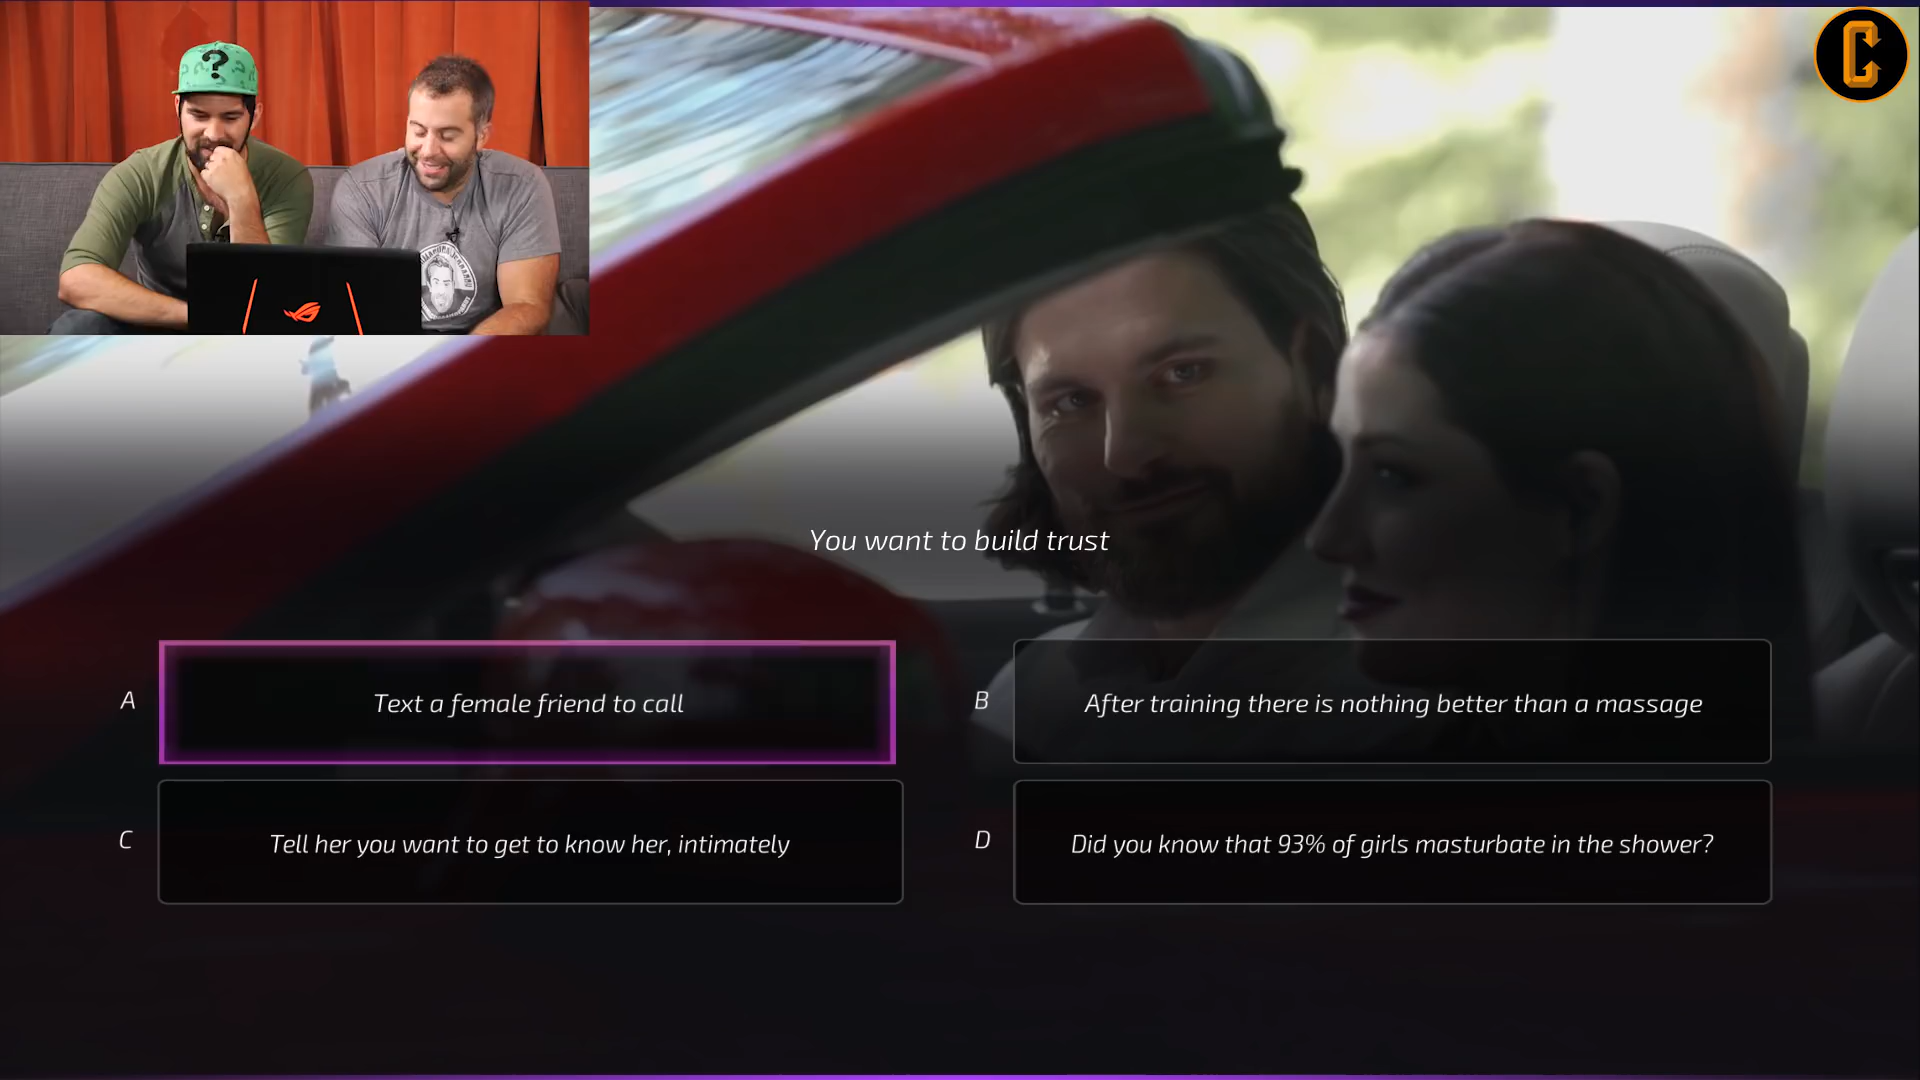 ?
You want to build trust
A
Text a female friend to call
B
After training there is nothing better than a massage
C
Tell her you want to get to know her, intimately
D
Did you know that 93% of girls masturbate in the shower?